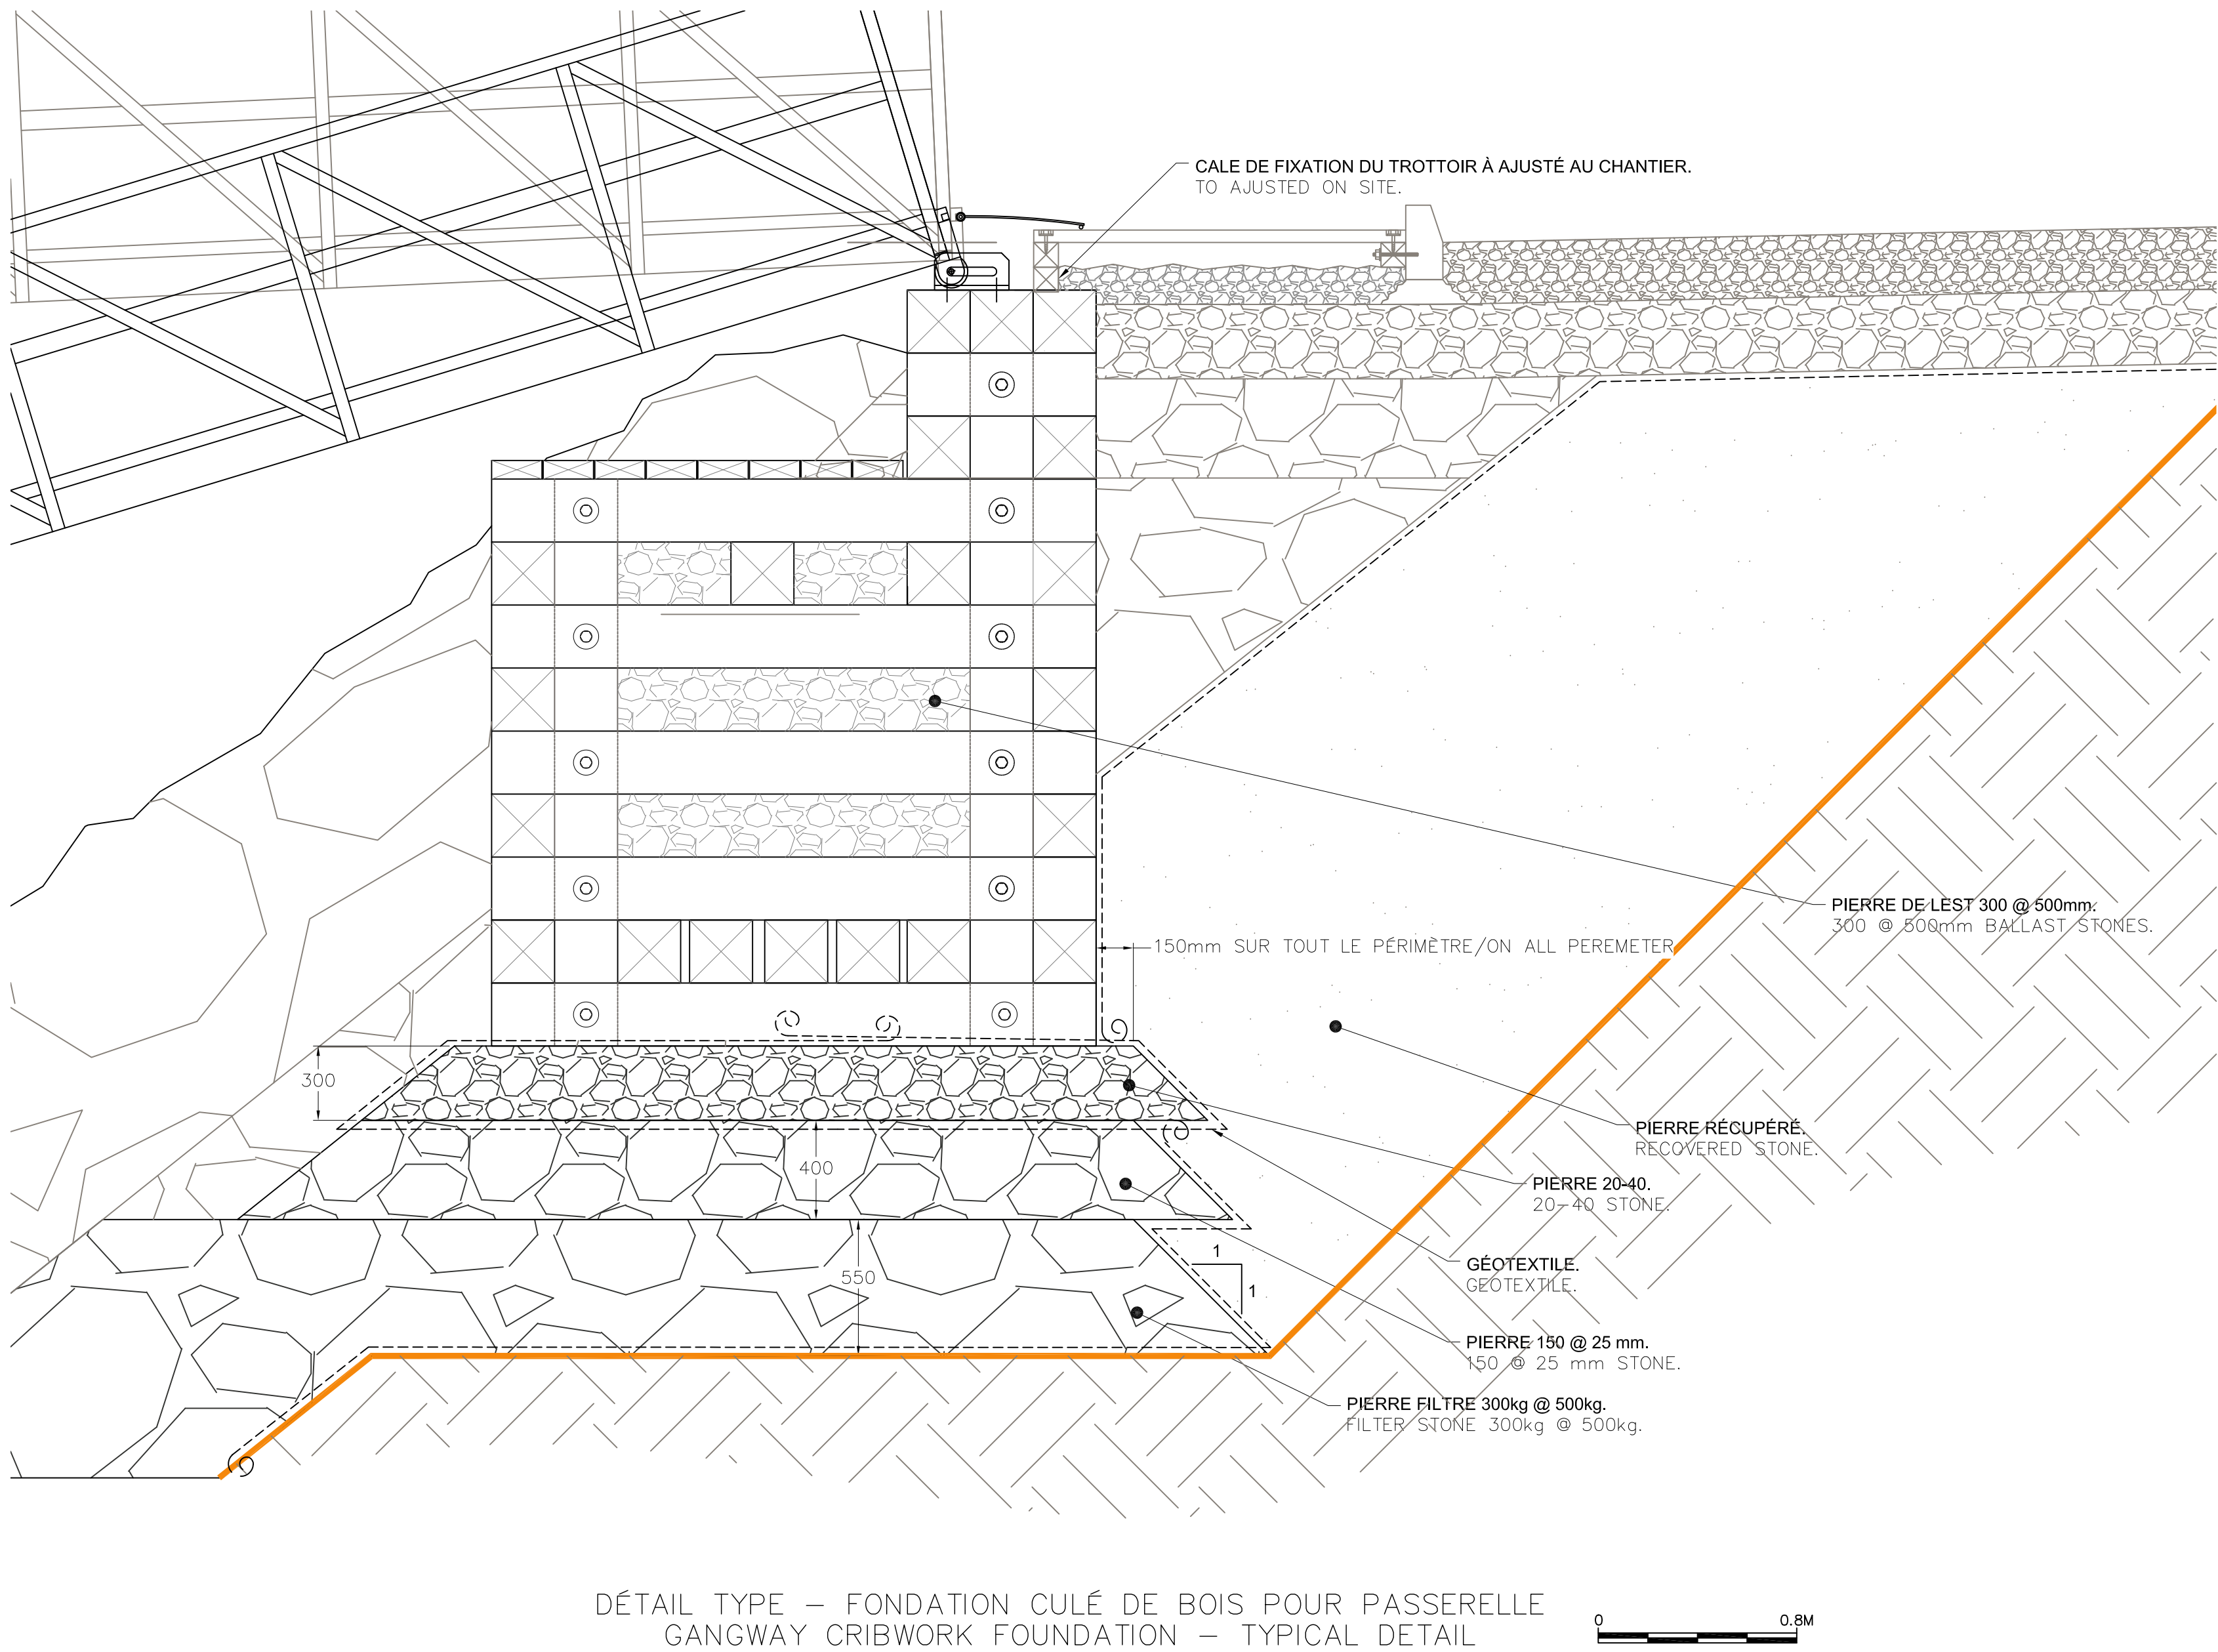 CALE DE FIXATION DU TROTTOIR À AJUSTÉ AU CHANTIER.
TO AJUSTED ON SITE.
PIERRE DE LEST 300 @ 500mm.
300 @ 500mm BALLAST STONES.
150mm SUR TOUT LE PÉRIMÈTRE/ON ALL PEREMETER
300
PIERRE RÉCUPÉRÉ.
RECOVERED STONE.
400
PIERRE 20-40.
20-40 STONE.
1
1
GÉOTEXTILE.
GEOTEXTILE.
550
PIERRE 150 @ 25 mm.
150 @ 25 mm STONE.
PIERRE FILTRE 300kg @ 500kg.
FILTER STONE 300kg @ 500kg.
DÉTAIL TYPE – FONDATION CULÉ DE BOIS POUR PASSERELLE
GANGWAY CRIBWORK FOUNDATION – TYPICAL DETAIL
0 0.8M